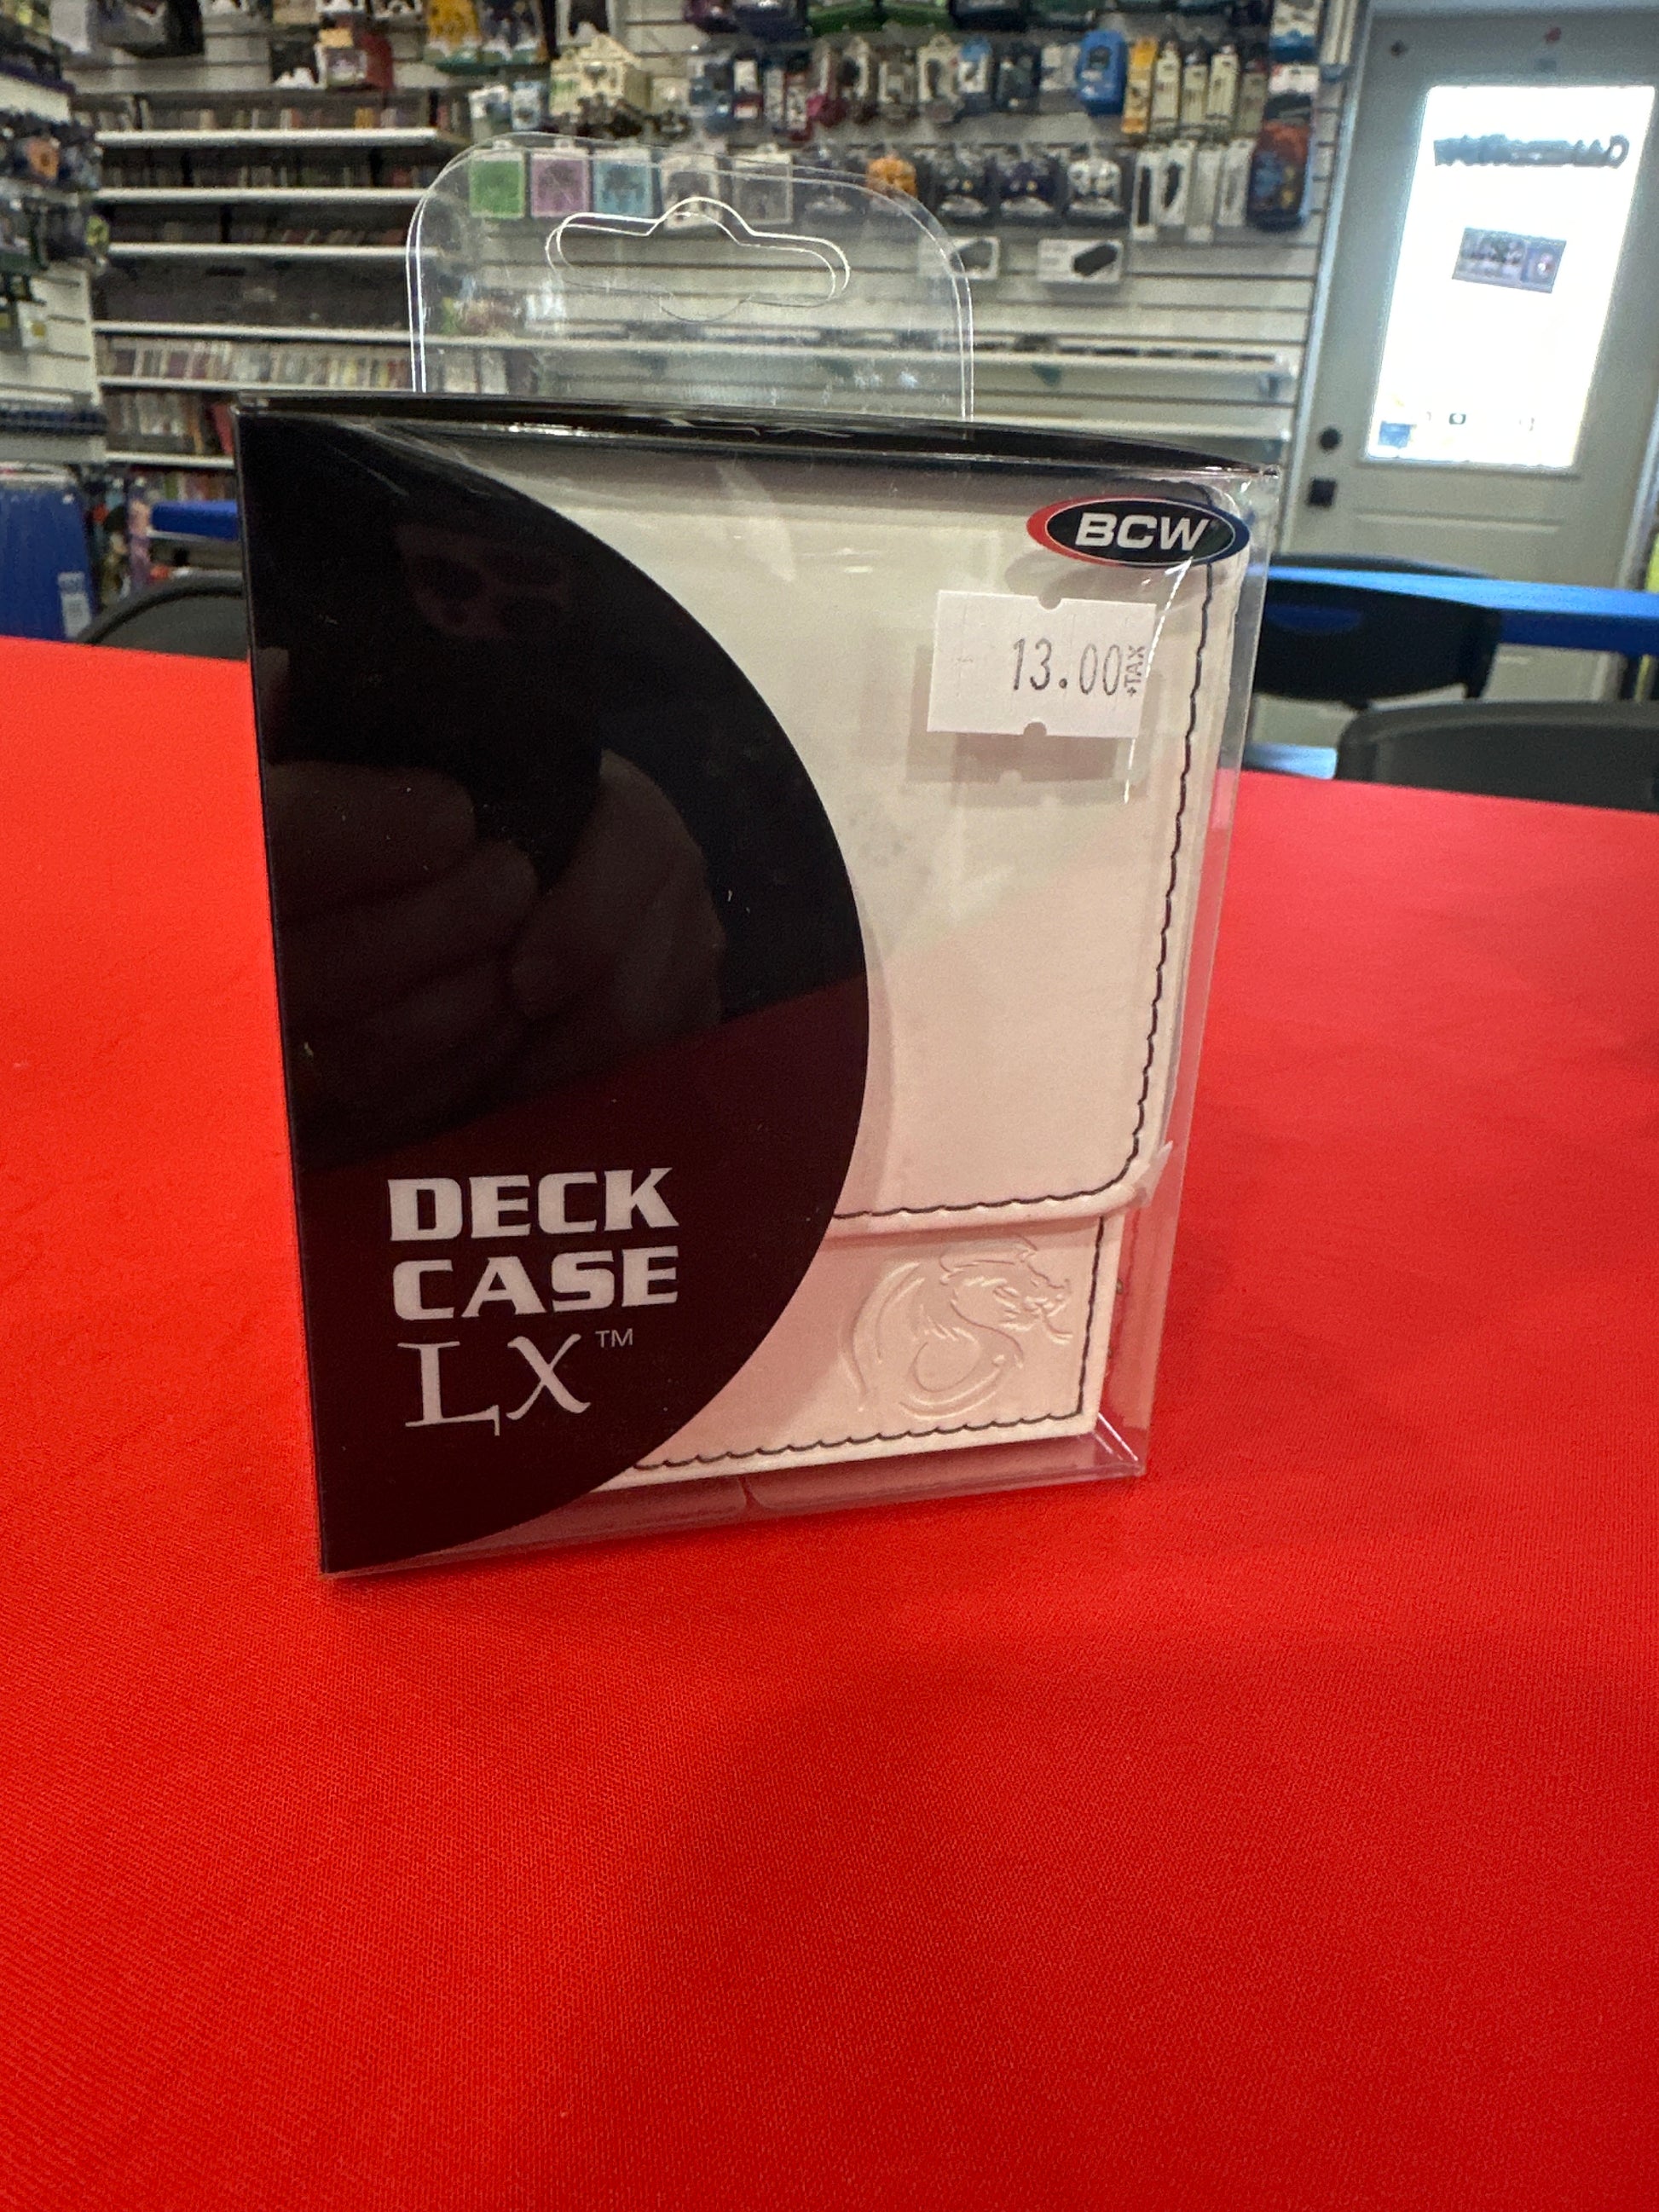 BCW
13.00 +TAX
DECK
CASE
LX™